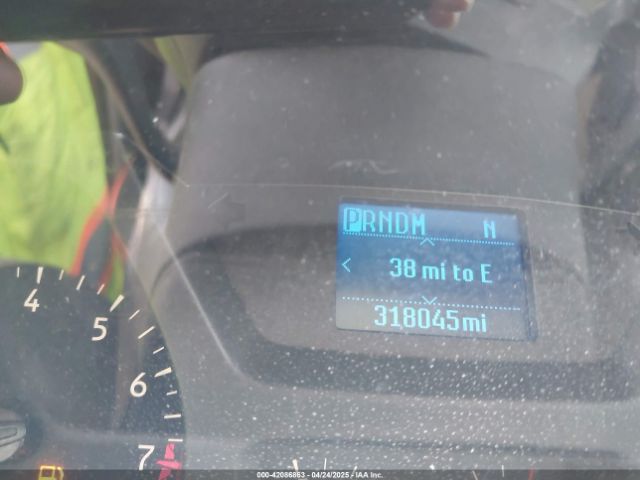 PRNDM N
38 mi to E
318045mi
4
5
6
7
000-42086863 - 04/24/2025 - IAA Inc.